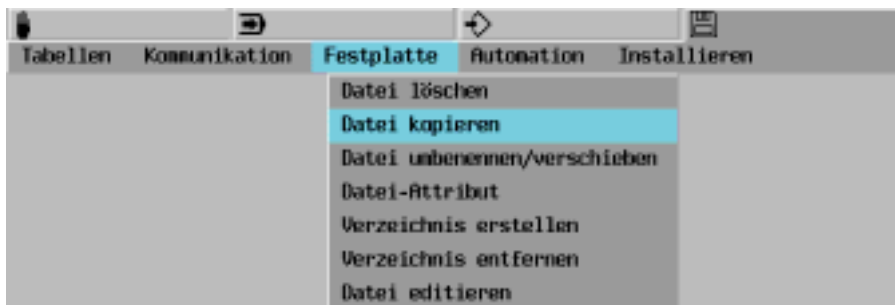 Tabellen Kommunikation Festplatte Automation Installieren
Datei löschen
Datei kopieren
Datei umbenennen/verschieben
Datei-Attribut
Verzeichnis erstellen
Verzeichnis entfernen
Datei editieren